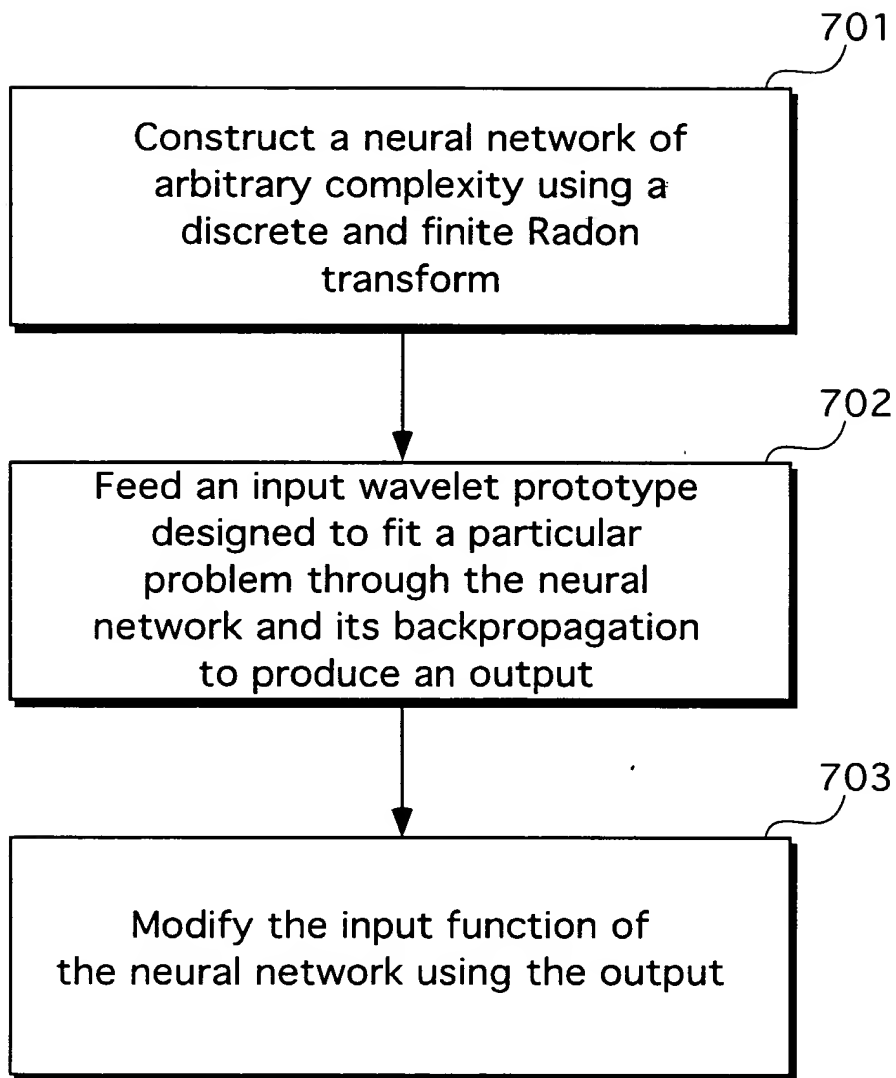 701
Construct a neural network of
arbitrary complexity using a
discrete and finite Radon
transform
702
Feed an input wavelet prototype
designed to fit a particular
problem through the neural
network and its backpropagation
to produce an output
703
Modify the input function of
the neural network using the output